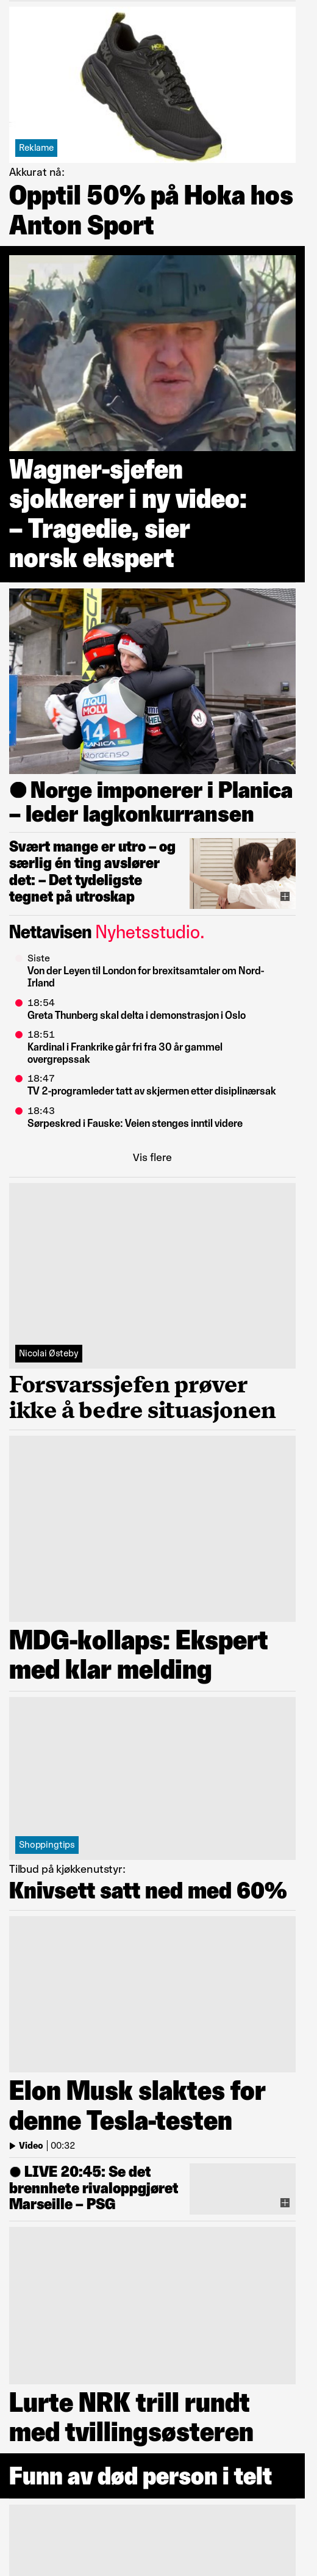 Reklame
Akkurat nå:
Opptil 50% på Hoka hos
Anton Sport
Wagner-sjefen
sjokkerer i ny video:
– Tragedie, sier
norsk ekspert
LIQUI
MOLY
14 1
PLANICA
● Norge imponerer i Planica
– leder lagkonkurransen
Svært mange er utro – og
særlig én ting avslører
det: – Det tydeligste
tegnet på utroskap
Nettavisen Nyhetsstudio.
Siste
Von der Leyen til London for brexitsamtaler om Nord-
Irland
18:54
Greta Thunberg skal delta i demonstrasjon i Oslo
18:51
Kardinal i Frankrike går fri fra 30 år gammel
overgrepssak
18:47
TV 2-programleder tatt av skjermen etter disiplinærsak
18:43
Sørpeskred i Fauske: Veien stenges inntil videre
Vis flere
Nicolai Østeby
Forsvarssjefen prøver
ikke å bedre situasjonen
MDG-kollaps: Ekspert
med klar melding
Shoppingtips
Tilbud på kjøkkenutstyr:
Knivsett satt ned med 60%
Elon Musk slaktes for
denne Tesla-testen
Video | 00:32
● LIVE 20:45: Se det
brennhete rivaloppgjøret
Marseille – PSG
Lurte NRK trill rundt
med tvillingsøsteren
Funn av død person i telt